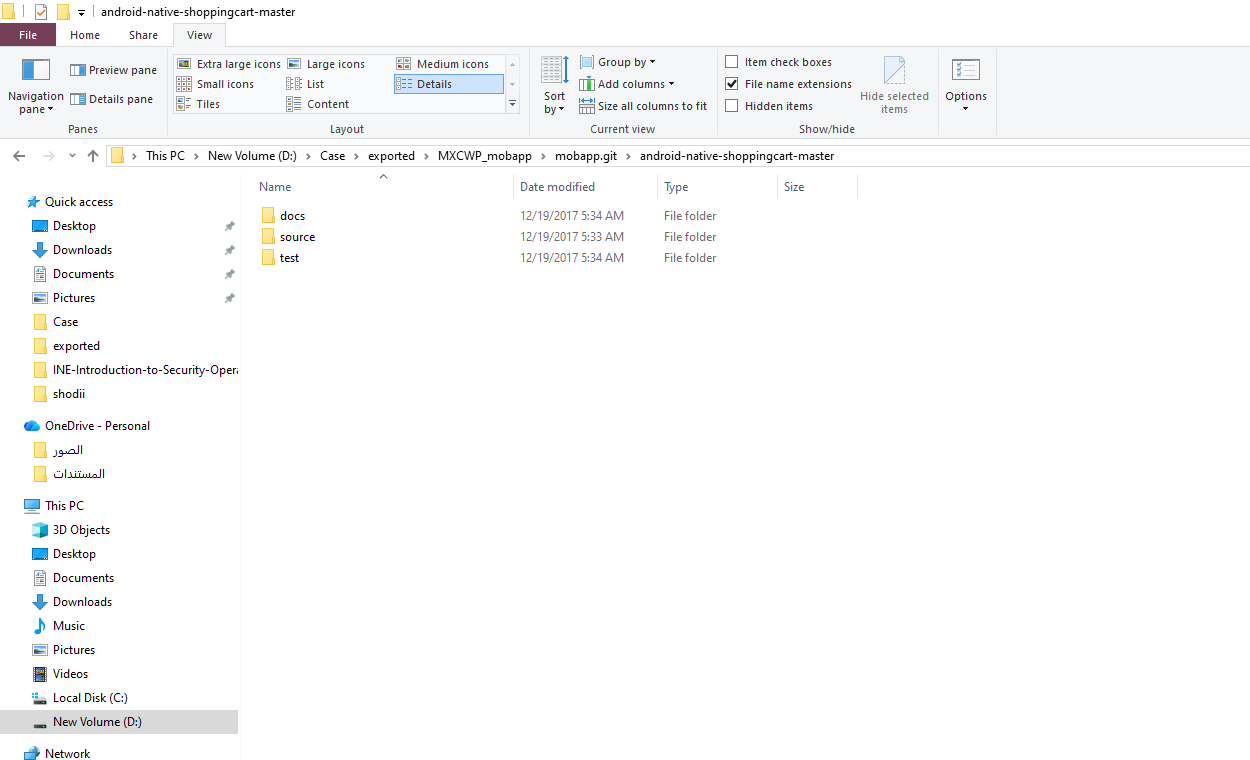 android-native-shoppingcart-master
File Home Share View
Navigation pane
Preview pane
Details pane
Panes
Extra large icons Large icons Medium icons
Small icons List Details
Tiles Content
Layout
Sort by
Group by
Add columns
Size all columns to fit
Current view
Item check boxes
File name extensions
Hidden items
Hide selected items
Show/hide
Options
This PC New Volume (D:) Case exported MXCWP_mobapp mobapp.git android-native-shoppingcart-master
Quick access
Desktop
Downloads
Documents
Pictures
Case
exported
INE-Introduction-to-Security-Opera
shodii
OneDrive - Personal
الصور
المستندات
This PC
3D Objects
Desktop
Documents
Downloads
Music
Pictures
Videos
Local Disk (C:)
New Volume (D:)
Network
Name Date modified Type Size
docs 12/19/2017 5:34 AM File folder
source 12/19/2017 5:33 AM File folder
test 12/19/2017 5:34 AM File folder